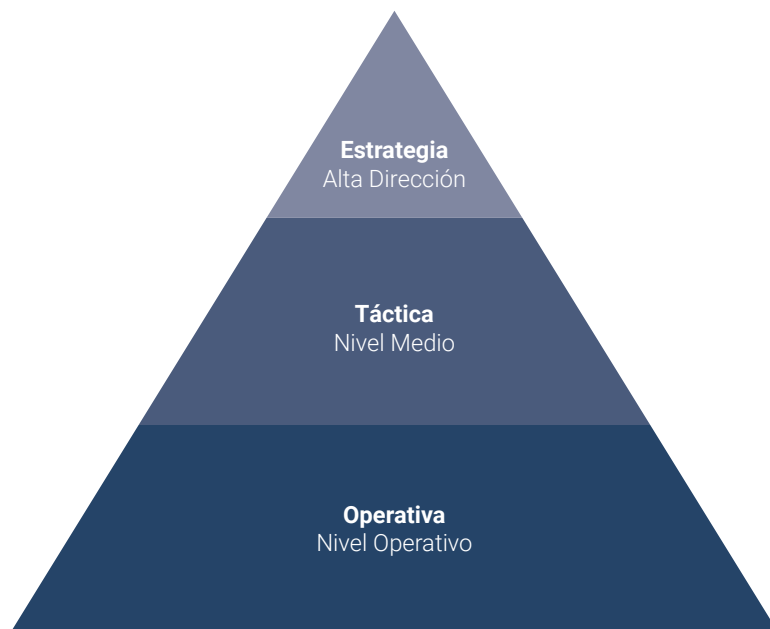 Estrategia
Alta Dirección
Táctica
Nivel Medio
Operativa
Nivel Operativo